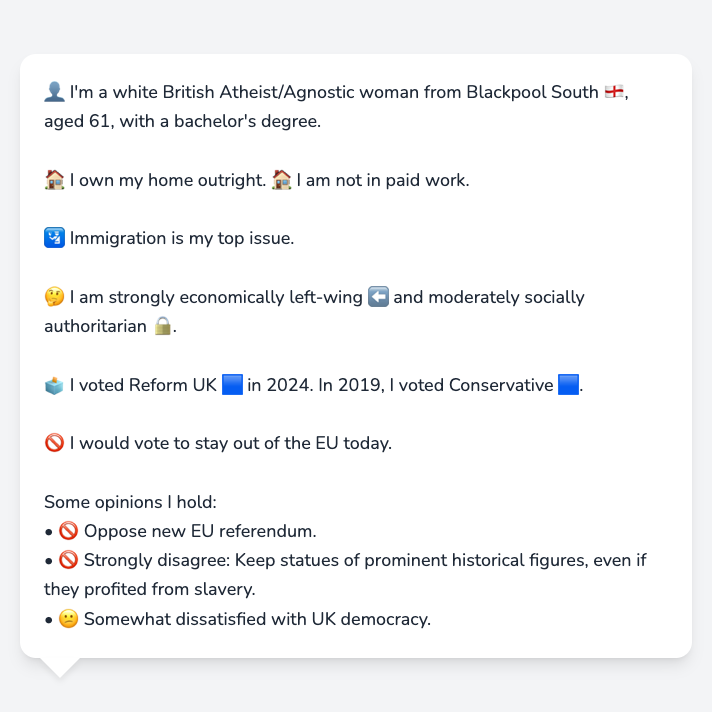 👤 I'm a white British Atheist/Agnostic woman from Blackpool South 🏴󠁧󠁢󠁥󠁮󠁧󠁿,
aged 61, with a bachelor's degree.
🏠 I own my home outright. 🏠 I am not in paid work.
🛂 Immigration is my top issue.
🤔 I am strongly economically left-wing ⬅️ and moderately socially
authoritarian 🔒.
🗳️ I voted Reform UK 🟦 in 2024. In 2019, I voted Conservative 🟦.
🚫 I would vote to stay out of the EU today.
Some opinions I hold:
• 🚫 Oppose new EU referendum.
• 🚫 Strongly disagree: Keep statues of prominent historical figures, even if
they profited from slavery.
• 😕 Somewhat dissatisfied with UK democracy.